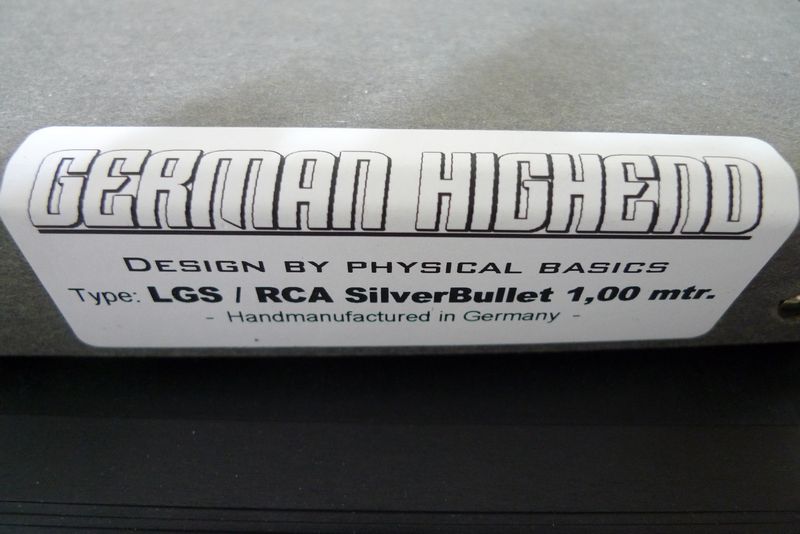 GERMAN HIGHEND
DESIGN BY PHYSICAL BASICS
Type: LGS / RCA SilverBullet 1,00 mtr.
- Handmanufactured in Germany -